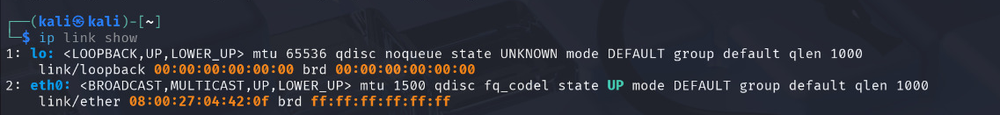 ┌──(kali㉿kali)-[~]
└─$ ip link show
1: lo: <LOOPBACK,UP,LOWER_UP> mtu 65536 qdisc noqueue state UNKNOWN mode DEFAULT group default qlen 1000
    link/loopback 00:00:00:00:00:00 brd 00:00:00:00:00:00
2: eth0: <BROADCAST,MULTICAST,UP,LOWER_UP> mtu 1500 qdisc fq_codel state UP mode DEFAULT group default qlen 1000
    link/ether 08:00:27:04:42:0f brd ff:ff:ff:ff:ff:ff